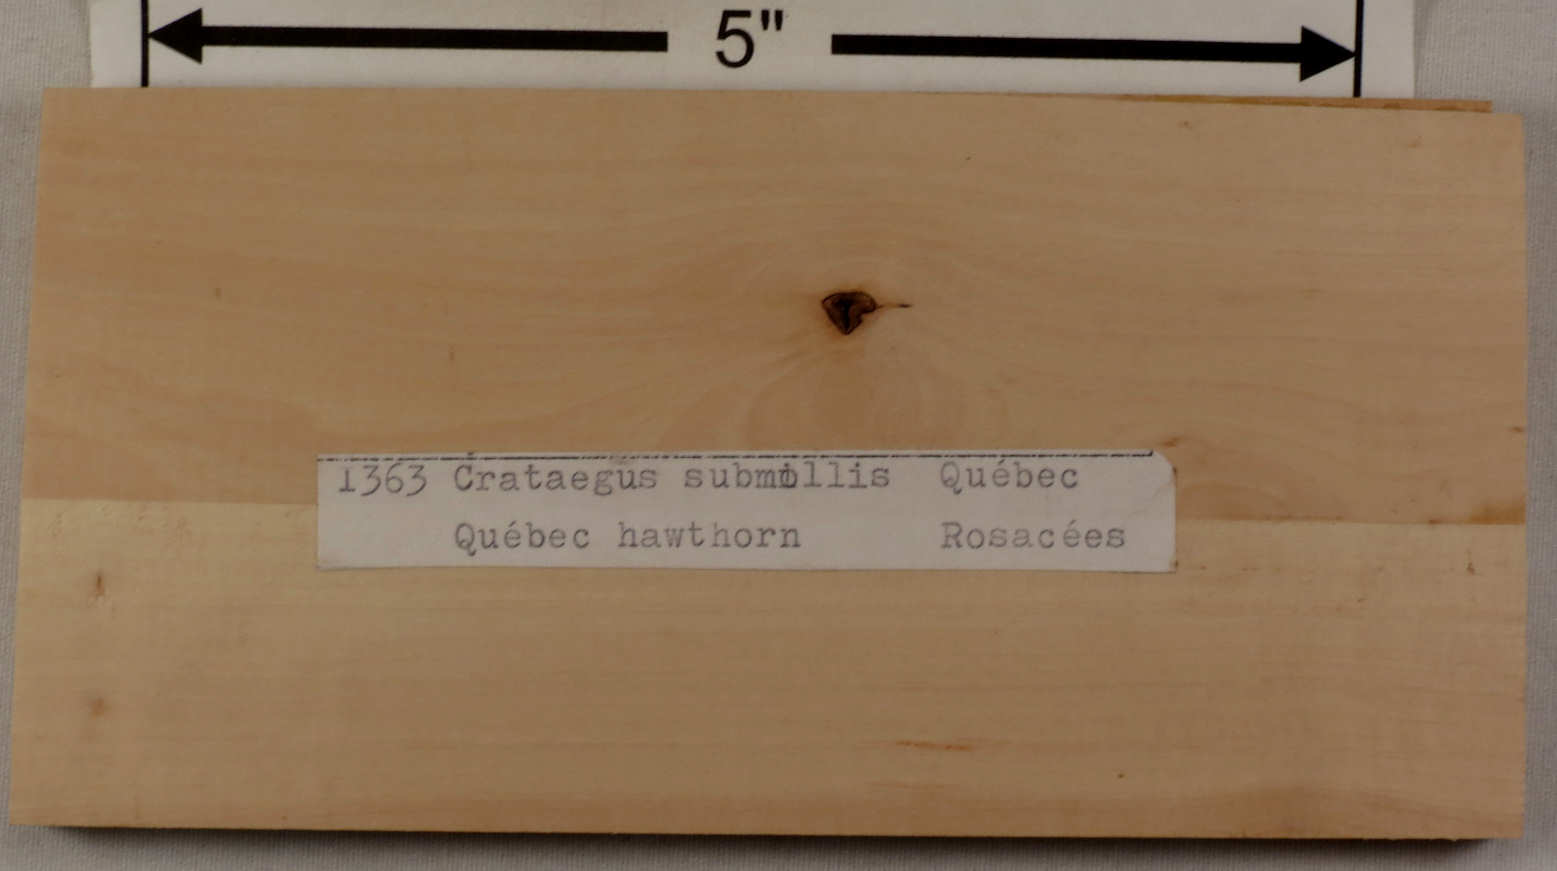 5"
1363 Crataegus submollis Québec
Québec hawthorn Rosacées